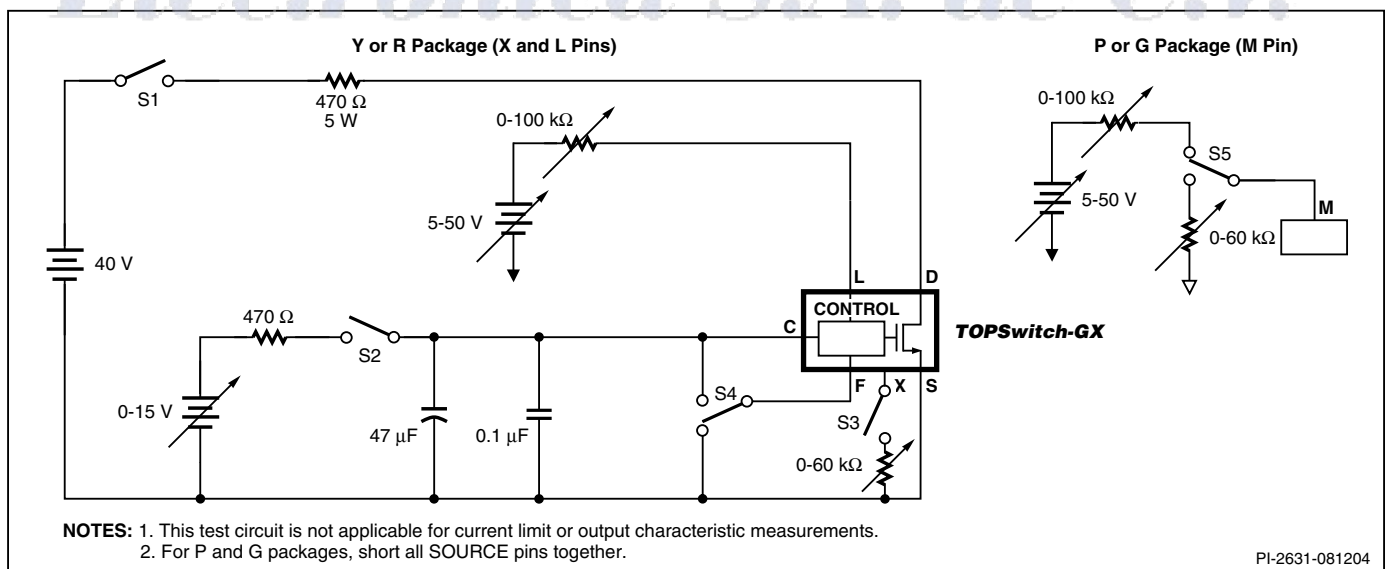 Electrónica S.A. de C.V.
Y or R Package (X and L Pins)
P or G Package (M Pin)
S1
470 Ω
5 W
0-100 kΩ
0-100 kΩ
S5
5-50 V
5-50 V
M
0-60 kΩ
40 V
L
D
CONTROL
C
TOPSwitch-GX
470 Ω
S2
F
X
S
S4
S3
0-15 V
47 μF
0.1 μF
0-60 kΩ
NOTES: 1. This test circuit is not applicable for current limit or output characteristic measurements.
2. For P and G packages, short all SOURCE pins together.
PI-2631-081204